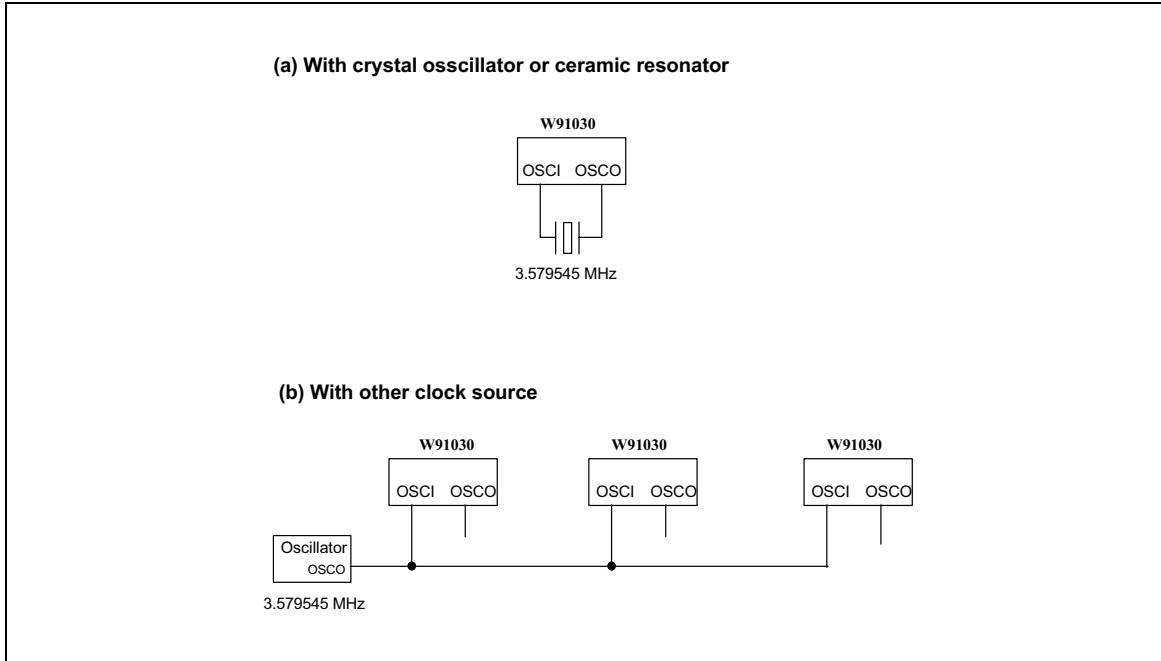 (a) With crystal osscillator or ceramic resonator
W91030
OSCI OSCO
3.579545 MHz
(b) With other clock source
W91030 W91030 W91030
OSCI OSCO OSCI OSCO OSCI OSCO
Oscillator
OSCO
3.579545 MHz